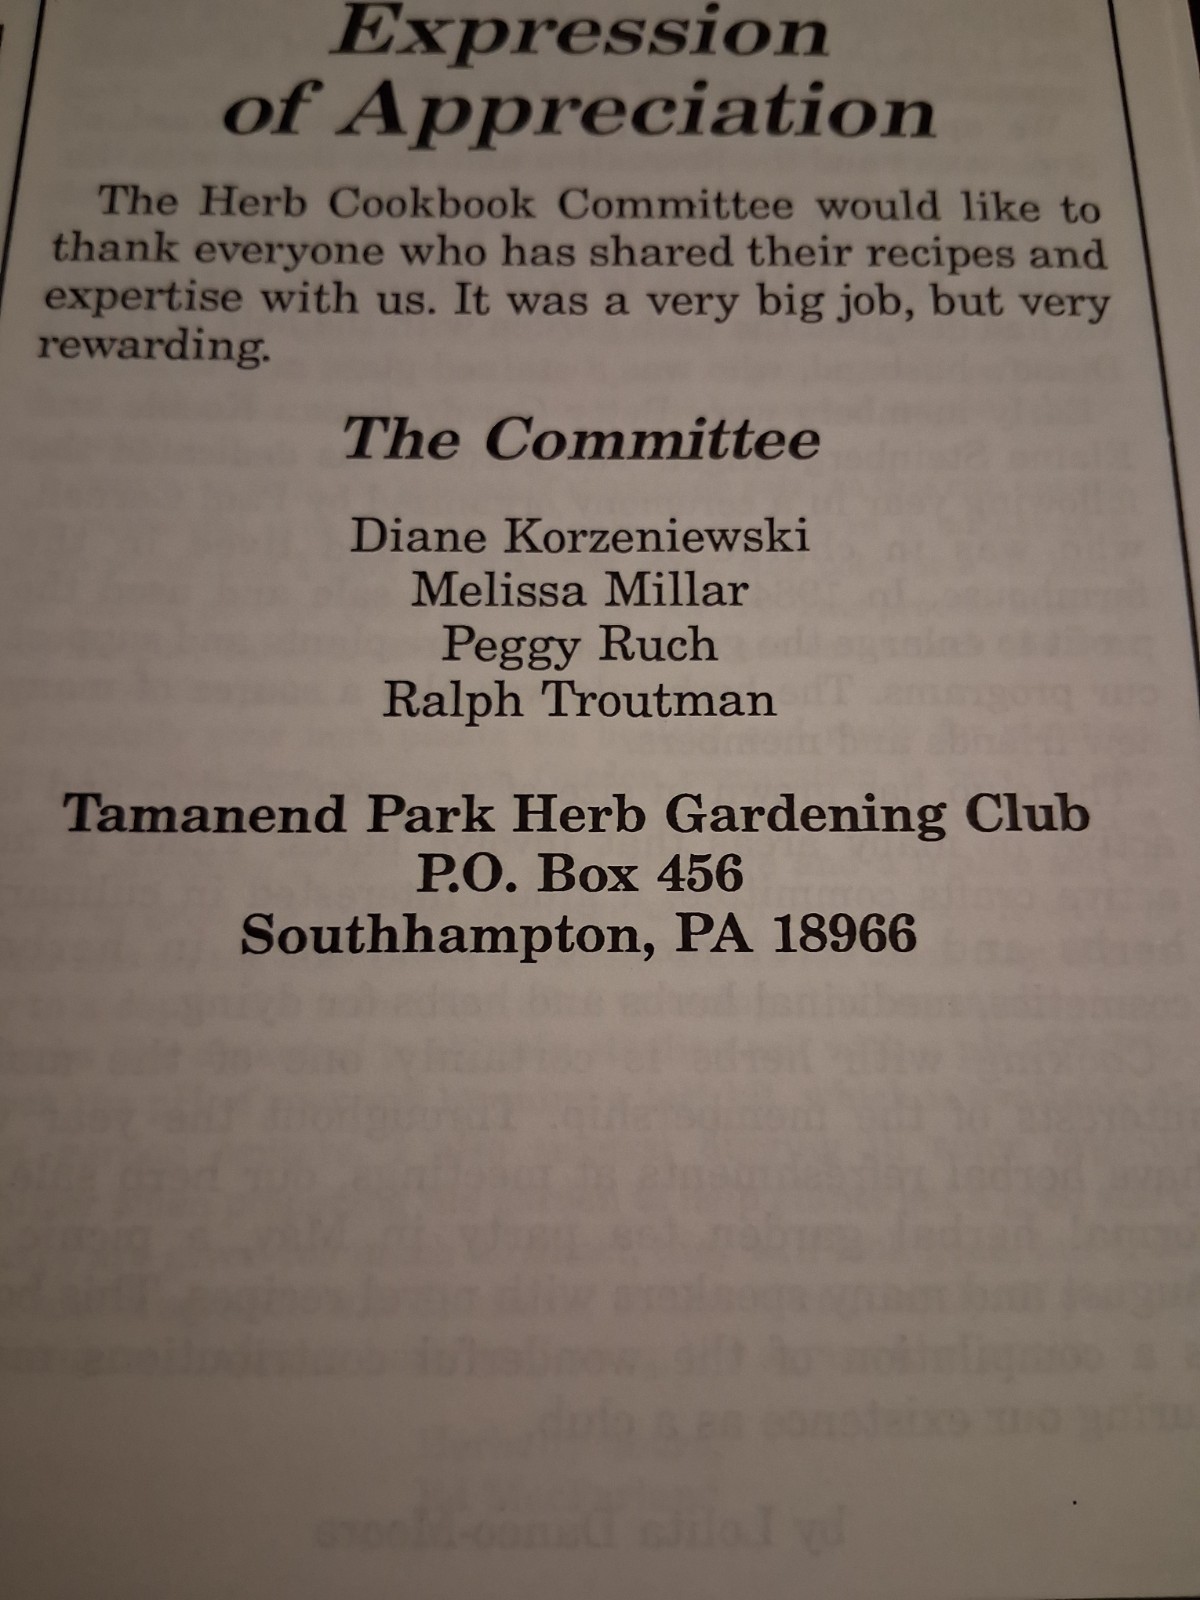 Expression
of Appreciation
The Herb Cookbook Committee would like to
thank everyone who has shared their recipes and
expertise with us. It was a very big job, but very
rewarding.
The Committee
Diane Korzeniewski
Melissa Millar
Peggy Ruch
Ralph Troutman
Tamanend Park Herb Gardening Club
P.O. Box 456
Southhampton, PA 18966